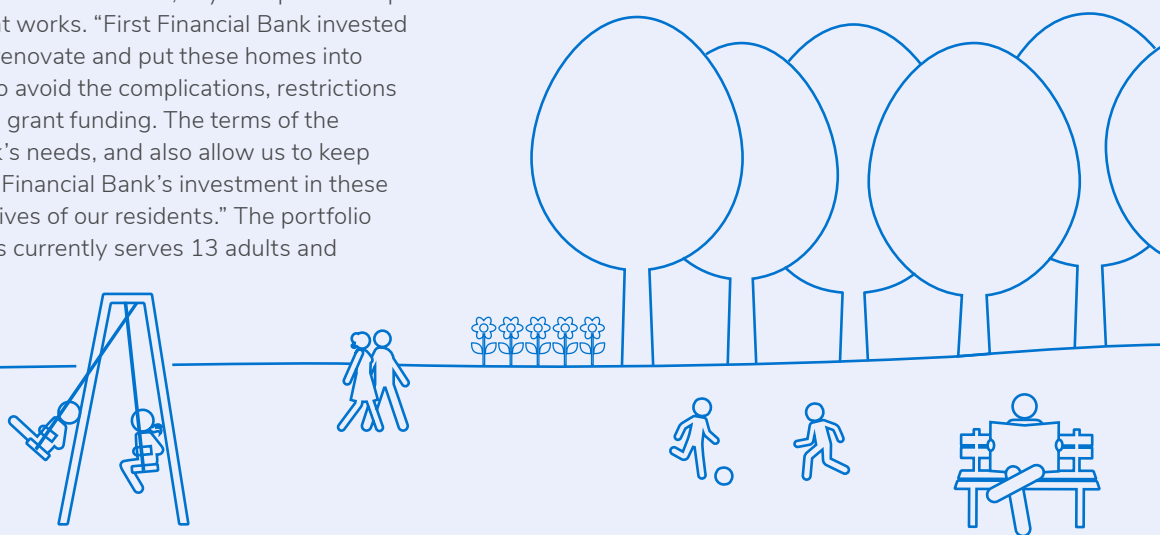 at works. “First Financial Bank invested
enovate and put these homes into
o avoid the complications, restrictions
grant funding. The terms of the
’s needs, and also allow us to keep
Financial Bank’s investment in these
ives of our residents.” The portfolio
s currently serves 13 adults and